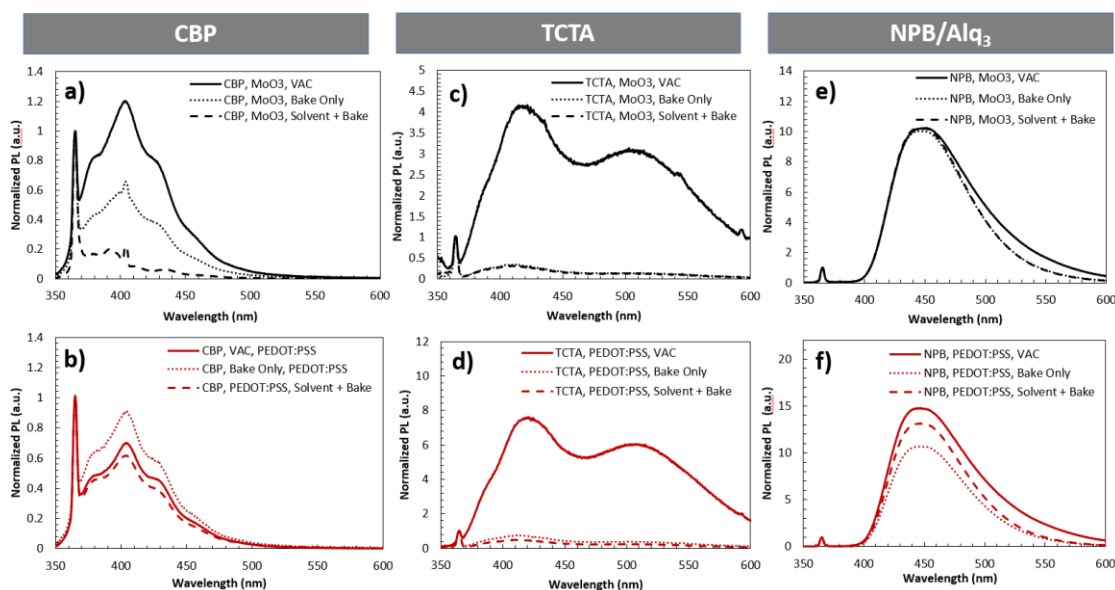 CBP
TCTA
NPB/Alq3
a)
CBP, MoO3, VAC
CBP, MoO3, Bake Only
CBP, MoO3, Solvent + Bake
Normalized PL (a.u.)
1.4
1.2
1
0.8
0.6
0.4
0.2
0
350 400 450 500 550 600
Wavelength (nm)
c)
TCTA, MoO3, VAC
TCTA, MoO3, Bake Only
TCTA, MoO3, Solvent + Bake
Normalized PL (a.u.)
5
4.5
4
3.5
3
2.5
2
1.5
1
0.5
0
350 400 450 500 550 600
Wavelength (nm)
e)
NPB, MoO3, VAC
NPB, MoO3, Bake Only
NPB, MoO3, Solvent + Bake
Normalized PL (a.u.)
14
12
10
8
6
4
2
0
350 400 450 500 550 600
Wavelength (nm)
b)
CBP, VAC, PEDOT:PSS
CBP, Bake Only, PEDOT:PSS
CBP, PEDOT:PSS, Solvent + Bake
Normalized PL (a.u.)
1.4
1.2
1
0.8
0.6
0.4
0.2
0
350 400 450 500 550 600
Wavelength (nm)
d)
TCTA, PEDOT:PSS, VAC
TCTA, PEDOT:PSS, Bake Only
TCTA, PEDOT:PSS, Solvent + Bake
Normalized PL (a.u.)
12
10
8
6
4
2
0
350 400 450 500 550 600
Wavelength (nm)
f)
NPB, PEDOT:PSS, VAC
NPB, PEDOT:PSS, Bake Only
NPB, PEDOT:PSS, Solvent + Bake
Normalized PL (a.u.)
20
15
10
5
0
350 400 450 500 550 600
Wavelength (nm)